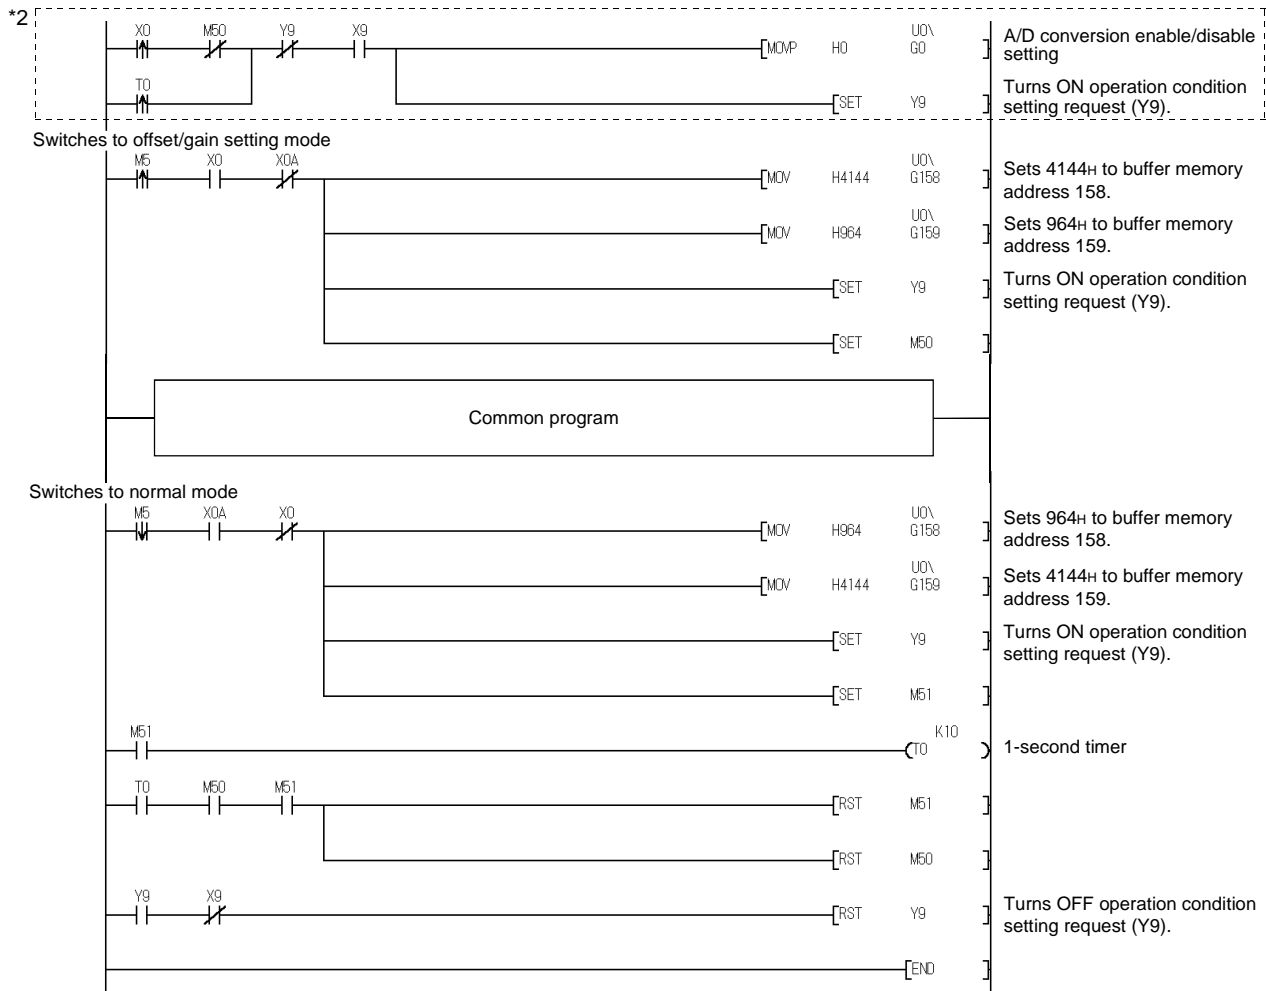 *2
X0 M50 Y9 X9 U0\
MOVP H0 G0 A/D conversion enable/disable
setting
T0 Turns ON operation condition
SET Y9 setting request (Y9).
Switches to offset/gain setting mode
M5 X0 X0A U0\
MOV H4144 G158 Sets 4144H to buffer memory
address 158.
U0\
MOV H964 G159 Sets 964H to buffer memory
address 159.
SET Y9 Turns ON operation condition
setting request (Y9).
SET M50
Common program
Switches to normal mode
M5 X0A X0 U0\
MOV H964 G158 Sets 964H to buffer memory
address 158.
U0\
MOV H4144 G159 Sets 4144H to buffer memory
address 159.
SET Y9 Turns ON operation condition
setting request (Y9).
SET M51
M51 K10
T0 1-second timer
T0 M50 M51
RST M51
RST M50
Y9 X9
RST Y9 Turns OFF operation condition
setting request (Y9).
END